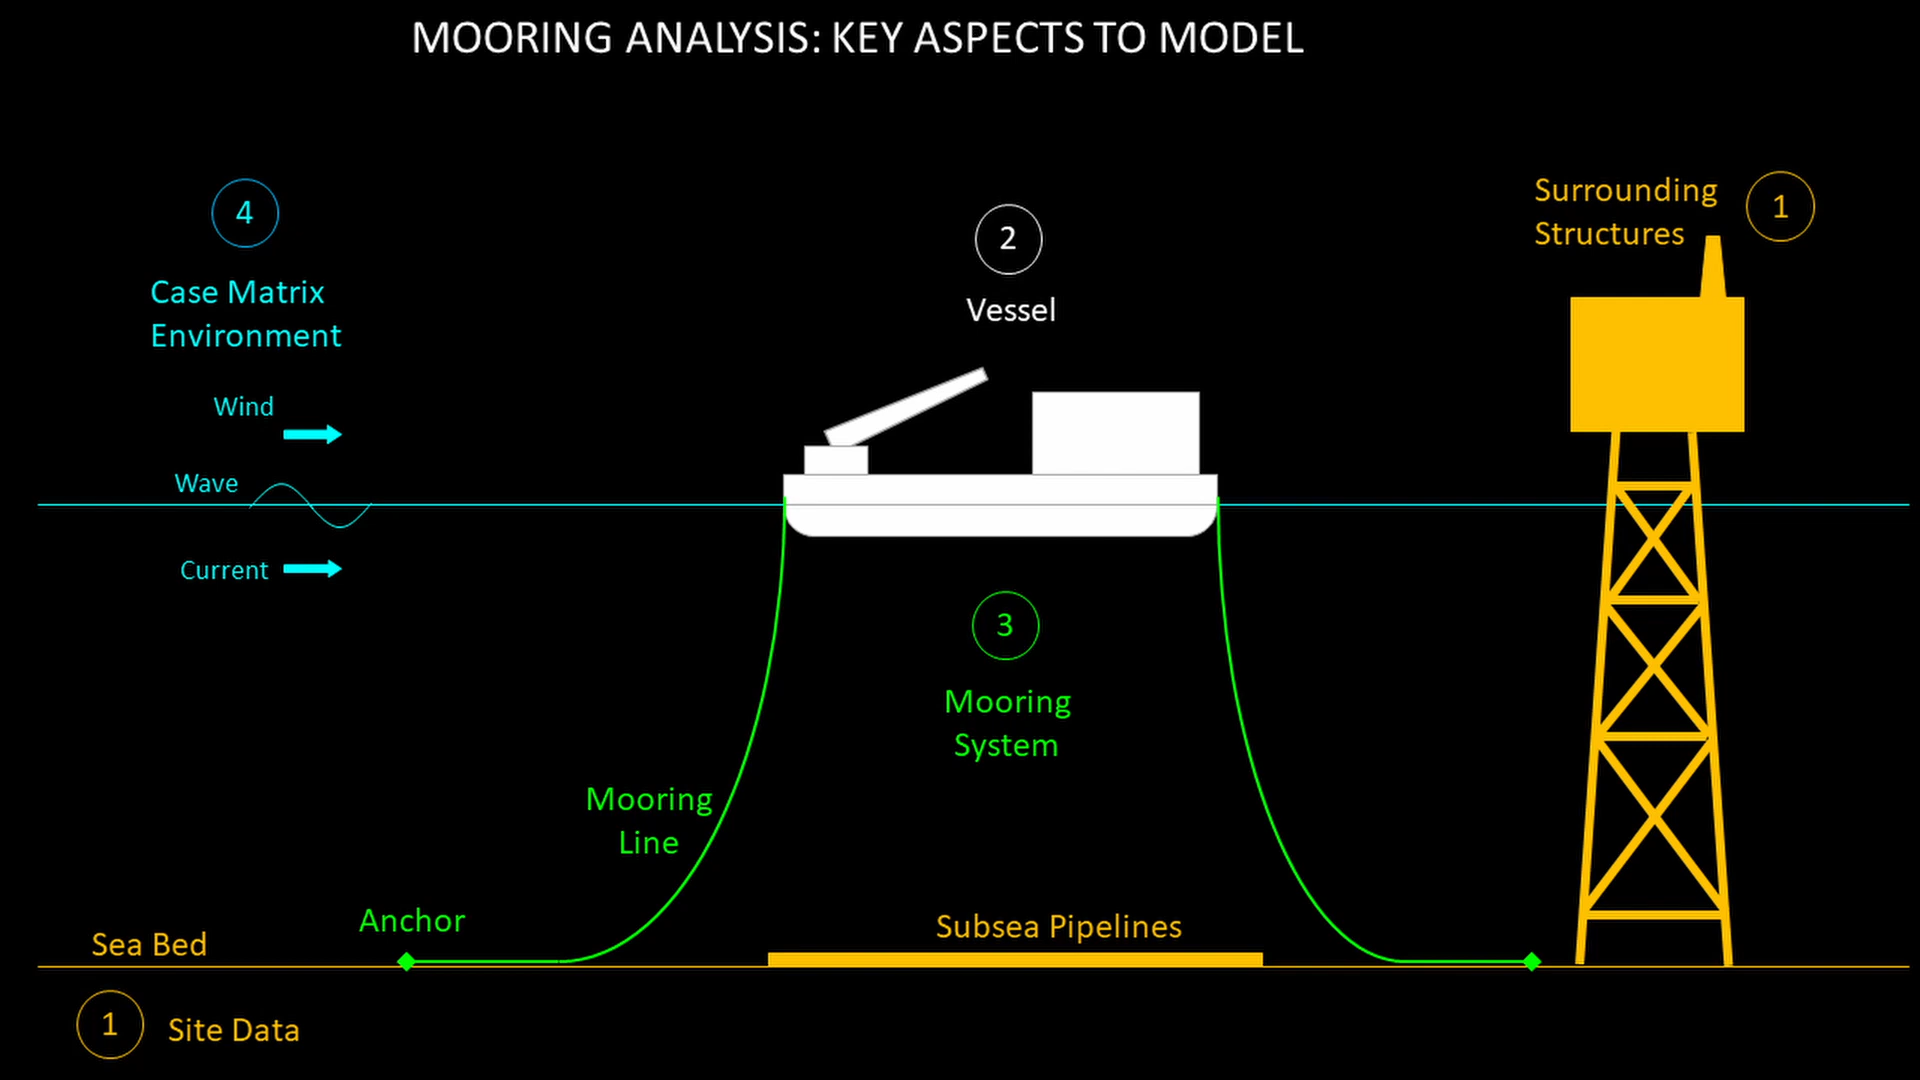 MOORING ANALYSIS: KEY ASPECTS TO MODEL
4
Case Matrix
Environment
Wind
Wave
Current
2
Vessel
Surrounding
Structures
1
3
Mooring
System
Mooring
Line
Anchor
Sea Bed
Subsea Pipelines
1
Site Data